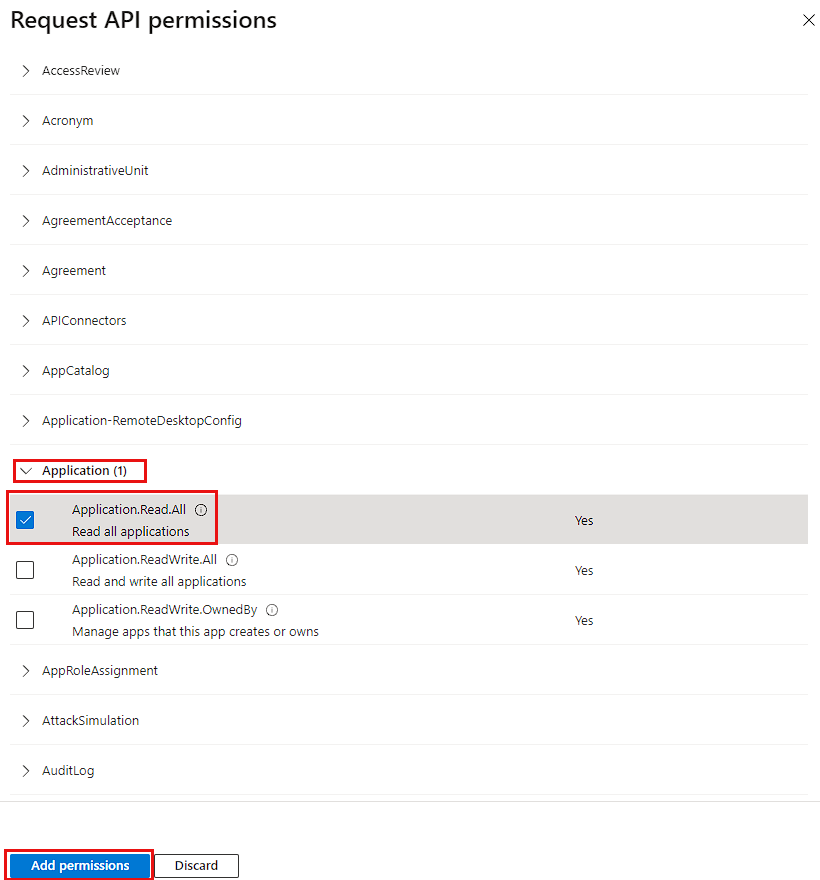 Request API permissions
AccessReview
Acronym
AdministrativeUnit
AgreementAcceptance
Agreement
APIConnectors
AppCatalog
Application-RemoteDesktopConfig
Application (1)
Application.Read.All
Read all applications
Yes
Application.ReadWrite.All
Read and write all applications
Yes
Application.ReadWrite.OwnedBy
Manage apps that this app creates or owns
Yes
AppRoleAssignment
AttackSimulation
AuditLog
Add permissions Discard